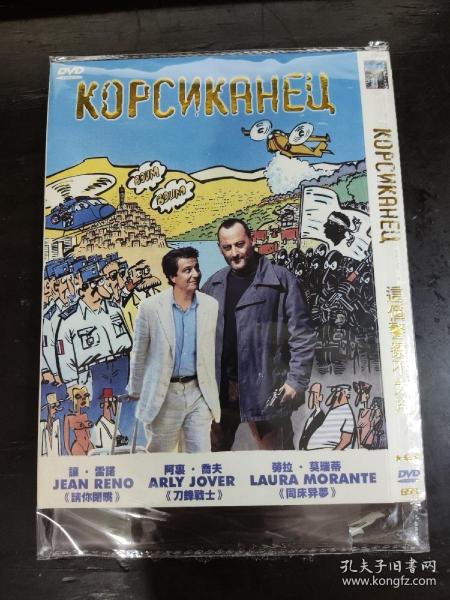 DVD
КОРСИКАНЕЦ
BOUM
BOUM
讓·雷諾
JEAN RENO
《請你閉嘴》
阿裏·喬夫
ARLY JOVER
《刀鋒戰士》
勞拉·莫瑞蒂
LAURA MORANTE
《同床异夢》
КОРСИКАНЕЦ
DVD
孔夫子旧书网
www.kongfz.com